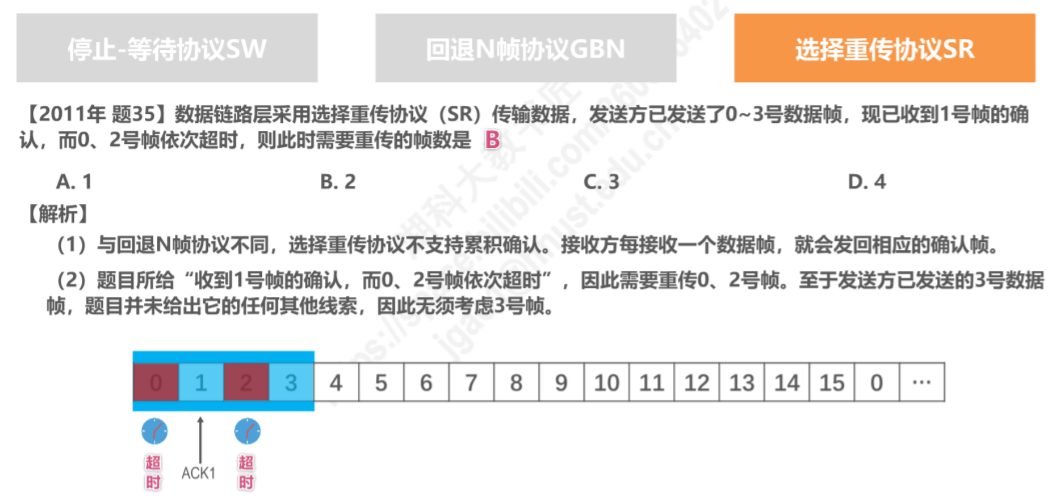 停止-等待协议SW
回退N帧协议GBN
选择重传协议SR
【2011年 题35】数据链路层采用选择重传协议（SR）传输数据，发送方已发送了0~3号数据帧，现已收到1号帧的确
认，而0、2号帧依次超时，则此时需要重传的帧数是 B
A. 1
B. 2
C. 3
D. 4
【解析】
（1）与回退N帧协议不同，选择重传协议不支持累积确认。接收方每接收一个数据帧，就会发回相应的确认帧。
（2）题目所给“收到1号帧的确认，而0、2号帧依次超时”，因此需要重传0、2号帧。至于发送方已发送的3号数据
帧，题目并未给出它的任何其他线索，因此无须考虑3号帧。
0 1 2 3 4 5 6 7 8 9 10 11 12 13 14 15 0 ...
超
时
ACK1
超
时